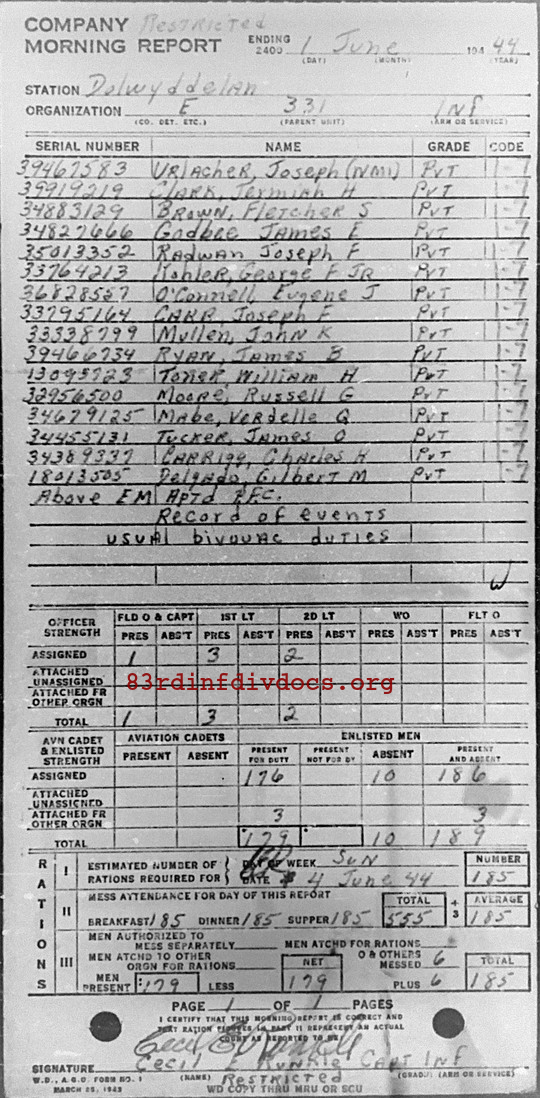 COMPANY Restricted
MORNING REPORT ENDING 2400 1 June 194 44
(DAY) (MONTH) (YEAR)
STATION Dolwyddelan
ORGANIZATION E 331 Inf
(CO. DET. ETC.) (PARENT UNIT) (ARM OR SERVICE)
SERIAL NUMBER NAME GRADE CODE
39467583 Urlacher, Joseph (NMI) Pvt 1-7
39919219 Clark, Jermiah H Pvt 1-7
34883129 Brown, Fletcher S Pvt 1-7
34827666 Godbee James E Pvt 1-7
35013352 Radwan Joseph F Pvt 1-7
33764213 Kohler, George F JR Pvt 1-7
36828557 O'Connell, Eugene J Pvt 1-7
33795164 Carr, Joseph F Pvt 1-7
33338799 Mullen, John K Pvt 1-7
39466734 Ryan, James B Pvt 1-7
13095723 Toner William H Pvt 1-7
32956500 Moore, Russell G Pvt 1-7
34679125 Mabe, Verdelle Q Pvt 1-7
34455131 Tucker, James O Pvt 1-7
34389337 Carrigg, Charles H Pvt 1-7
18013505 Delgado, Gilbert M Pvt 1-7
Above EM Aptd P.F.C.
Record of events
usual bivouac duties
W
OFFICER STRENGTH FLD O & CAPT 1ST LT 2D LT WO FLT O
PRES ABS'T PRES ABS'T PRES ABS'T PRES ABS'T PRES ABS'T
ASSIGNED 1 3 2
ATTACHED UNASSIGNED
83rdinfdivdocs.org
ATTACHED FR OTHER ORGN
TOTAL 1 3 2
AVN CADET & ENLISTED STRENGTH AVIATION CADETS ENLISTED MEN
PRESENT ABSENT PRESENT FOR DUTY PRESENT NOT FOR DY ABSENT PRESENT AND ABSENT
ASSIGNED 176 10 186
ATTACHED UNASSIGNED
ATTACHED FR OTHER ORGN 3 3
TOTAL 179 10 189
RATIONS
I ESTIMATED NUMBER OF RATIONS REQUIRED FOR DAY OF WEEK Sun NUMBER
DATE 4 June 44 185
II MESS ATTENDANCE FOR DAY OF THIS REPORT TOTAL ÷ 3 AVERAGE
BREAKFAST 185 DINNER 185 SUPPER 185 555 185
III MEN AUTHORIZED TO MESS SEPARATELY MEN ATCHD FOR RATIONS
MEN ATCHD TO OTHER ORGN FOR RATIONS NET O & OTHERS MESSED 6 TOTAL
MEN PRESENT 179 LESS 179 PLUS 6 185
PAGE 1 OF 1 PAGES
I CERTIFY THAT THIS MORNING REPORT IS CORRECT AND
THAT RATION FIGURES IN PART II REPRESENT AN ACTUAL
COUNT AS REPORTED TO ME
SIGNATURE Cecil E Runkle Capt Inf
W.D., A.G.O. FORM NO. 1 (NAME) Restricted (GRADE) (ARM OR SERVICE)
MARCH 25, 1943 WD COPY THRU MRU OR SCU